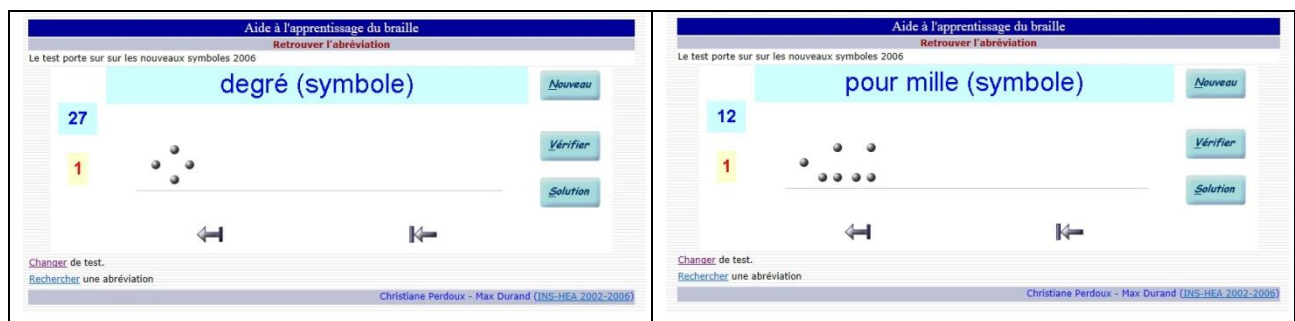 Aide à l'apprentissage du braille
Retrouver l'abréviation
Le test porte sur sur les nouveaux symboles 2006
degré (symbole)
Nouveau
27
Vérifier
1
Solution
Changer de test.
Rechercher une abréviation
Christiane Perdoux - Max Durand (INS-HEA 2002-2006)
Aide à l'apprentissage du braille
Retrouver l'abréviation
Le test porte sur sur les nouveaux symboles 2006
pour mille (symbole)
Nouveau
12
Vérifier
1
Solution
Changer de test.
Rechercher une abréviation
Christiane Perdoux - Max Durand (INS-HEA 2002-2006)